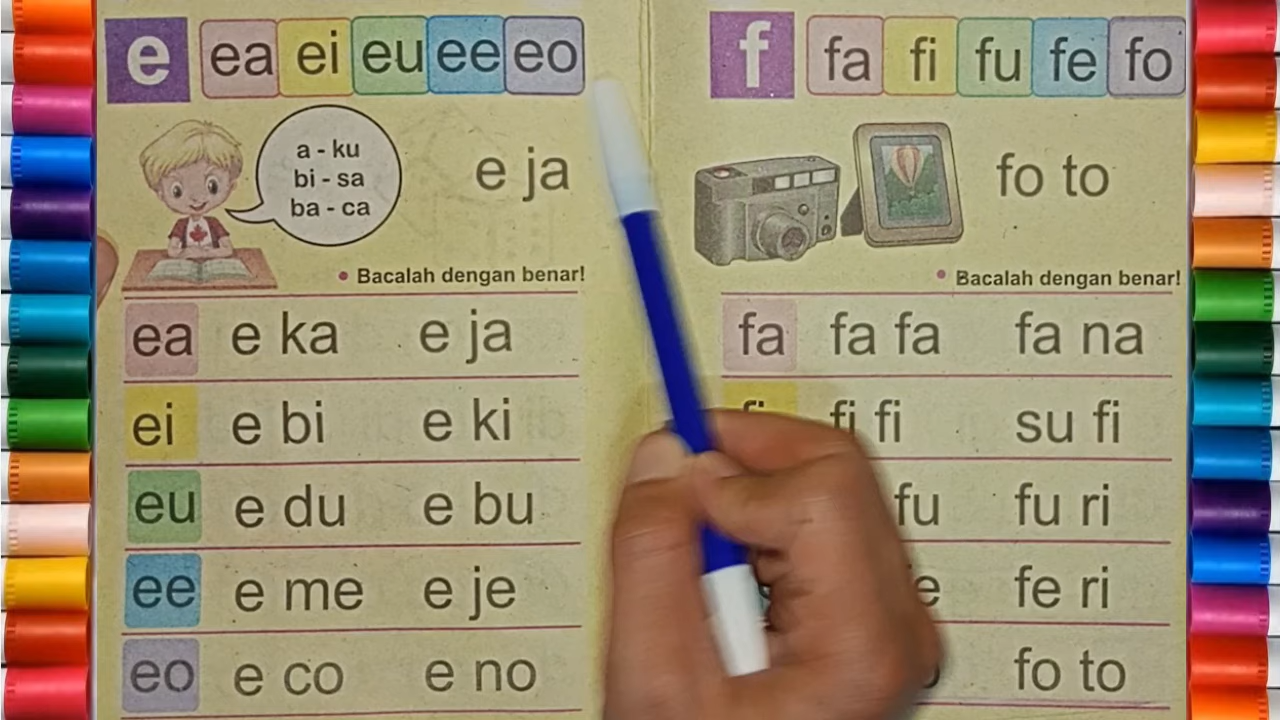 e ea ei eu ee eo
a - ku
bi - sa
ba - ca
e ja
• Bacalah dengan benar!
ea e ka e ja
ei e bi e ki
eu e du e bu
ee e me e je
eo e co e no
f fa fi fu fe fo
fo to
• Bacalah dengan benar!
fa fa fa fa na
fi fi su fi
fu fu ri
fe ri
fo to